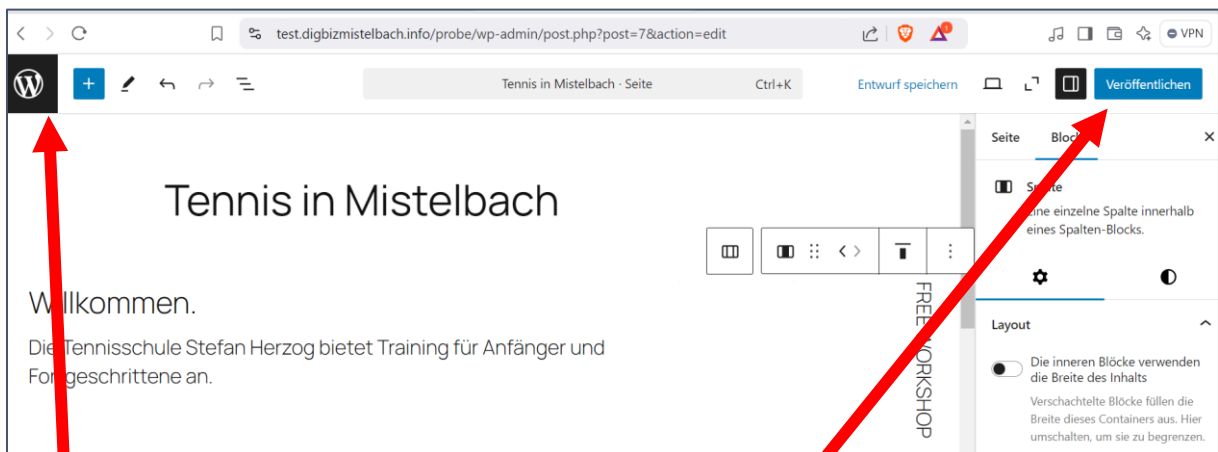 test.digbizmistelbach.info/probe/wp-admin/post.php?post=7&action=edit
1
VPN
Tennis in Mistelbach · Seite
Ctrl+K
Entwurf speichern
Veröffentlichen
Seite
Tennis in Mistelbach
eines Spalten-Blocks.
Willkommen.
Die Tennisschule Stefan Herzog bietet Training für Anfänger und
Fortgeschrittene an.
FREE WORKSHOP
Layout
Die inneren Blöcke verwenden
die Breite des Inhalts
Verschachtelte Blöcke füllen die
Breite dieses Containers aus. Hier
umschalten, um sie zu begrenzen.